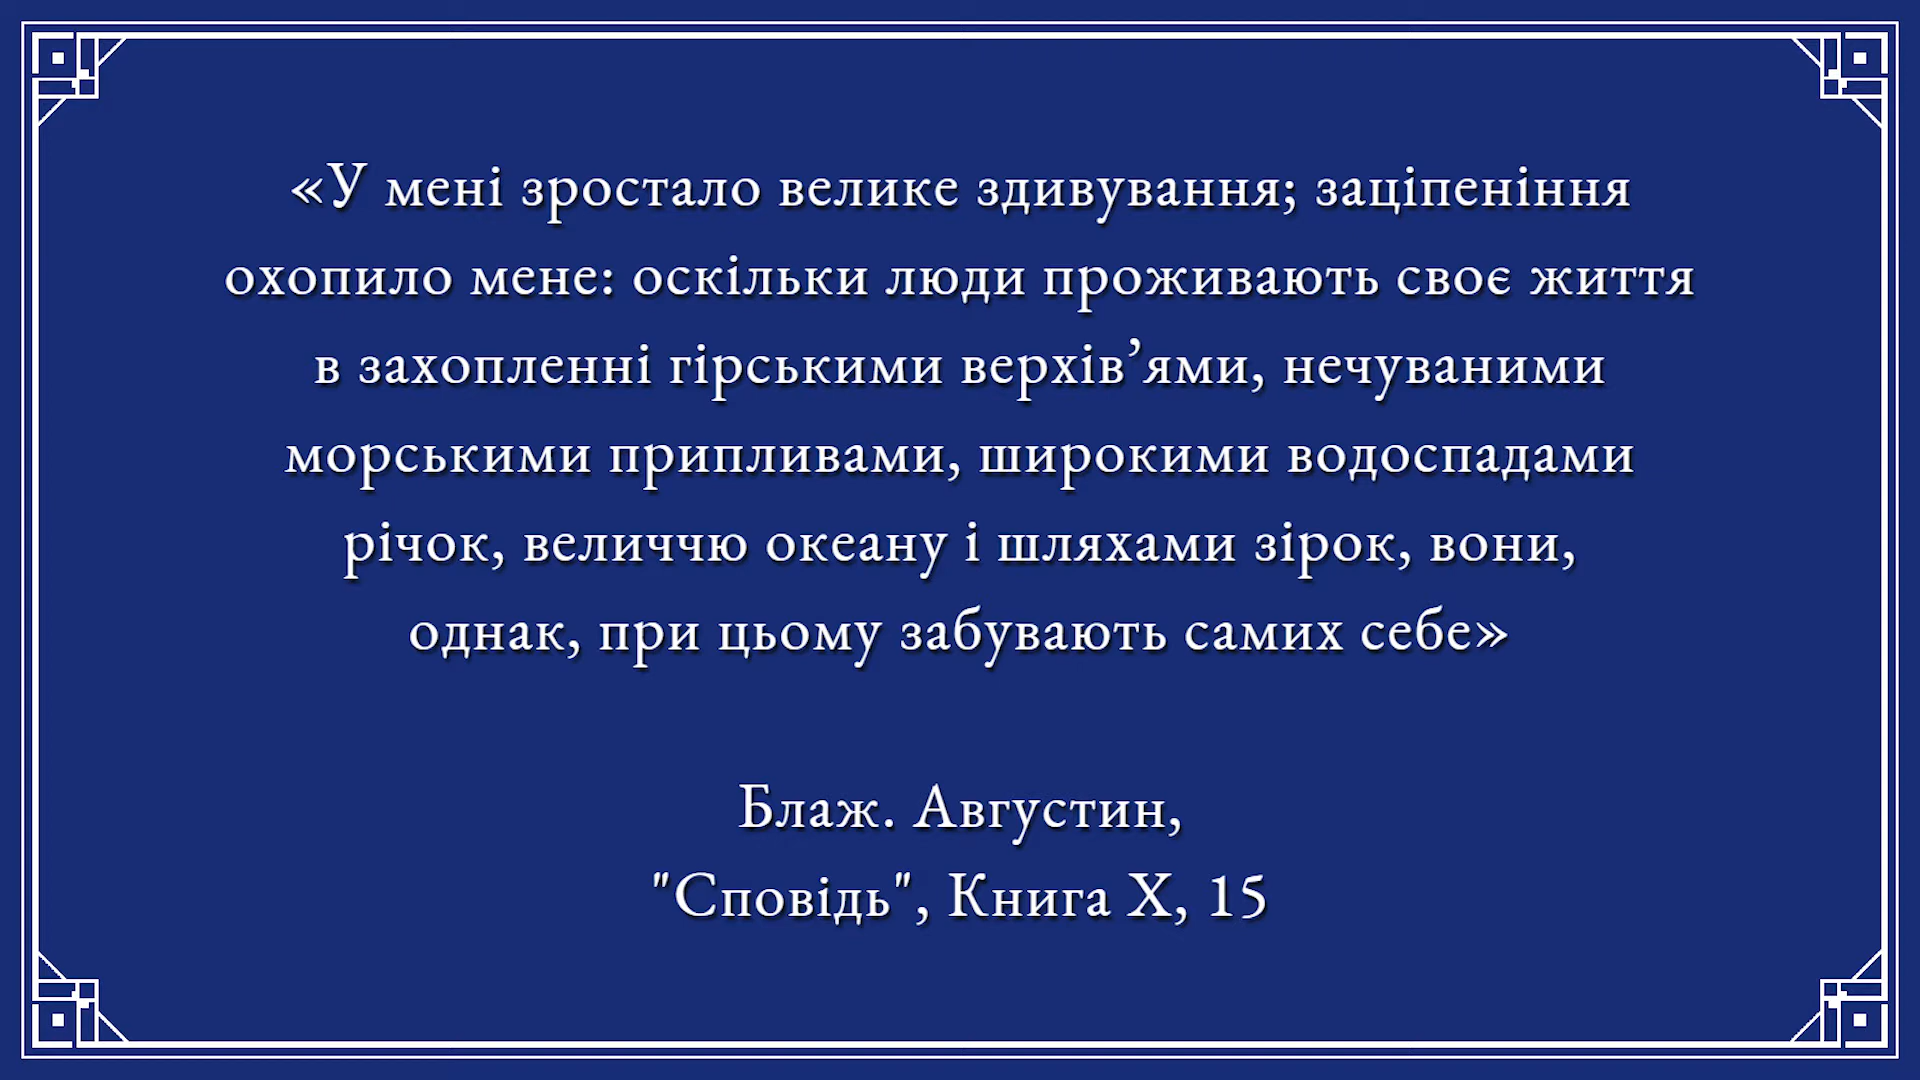 «У мені зростало велике здивування; заціпеніння
охопило мене: оскільки люди проживають своє життя
в захопленні гірськими верхів’ями, нечуваними
морськими припливами, широкими водоспадами
річок, величчю океану і шляхами зірок, вони,
однак, при цьому забувають самих себе»
Блаж. Августин,
"Сповідь", Книга X, 15